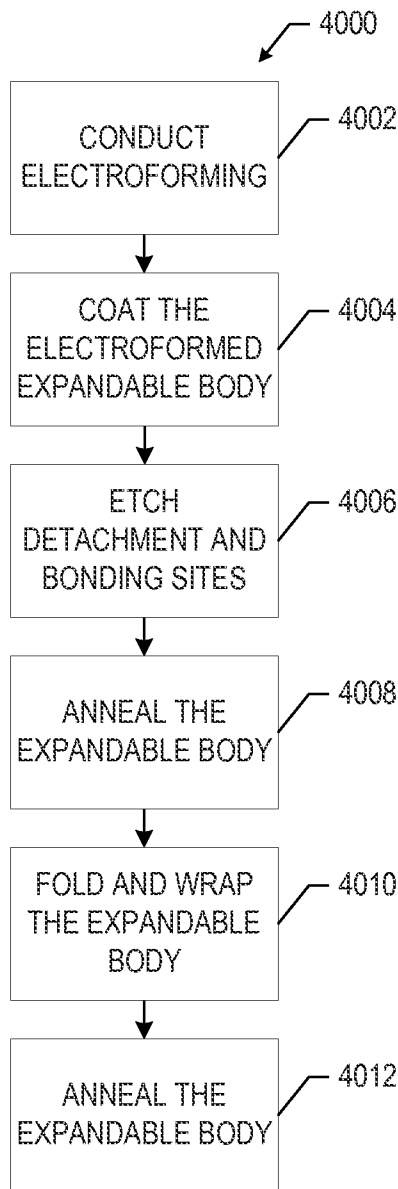 4000
CONDUCT
ELECTROFORMING
4002
COAT THE
ELECTROFORMED
EXPANDABLE BODY
4004
ETCH
DETACHMENT AND
BONDING SITES
4006
ANNEAL THE
EXPANDABLE BODY
4008
FOLD AND WRAP
THE EXPANDABLE
BODY
4010
ANNEAL THE
EXPANDABLE BODY
4012